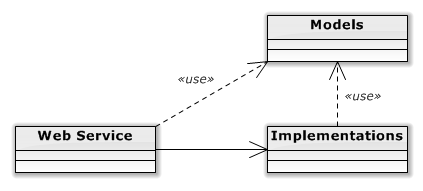 Models
«use»
«use»
Web Service
Implementations